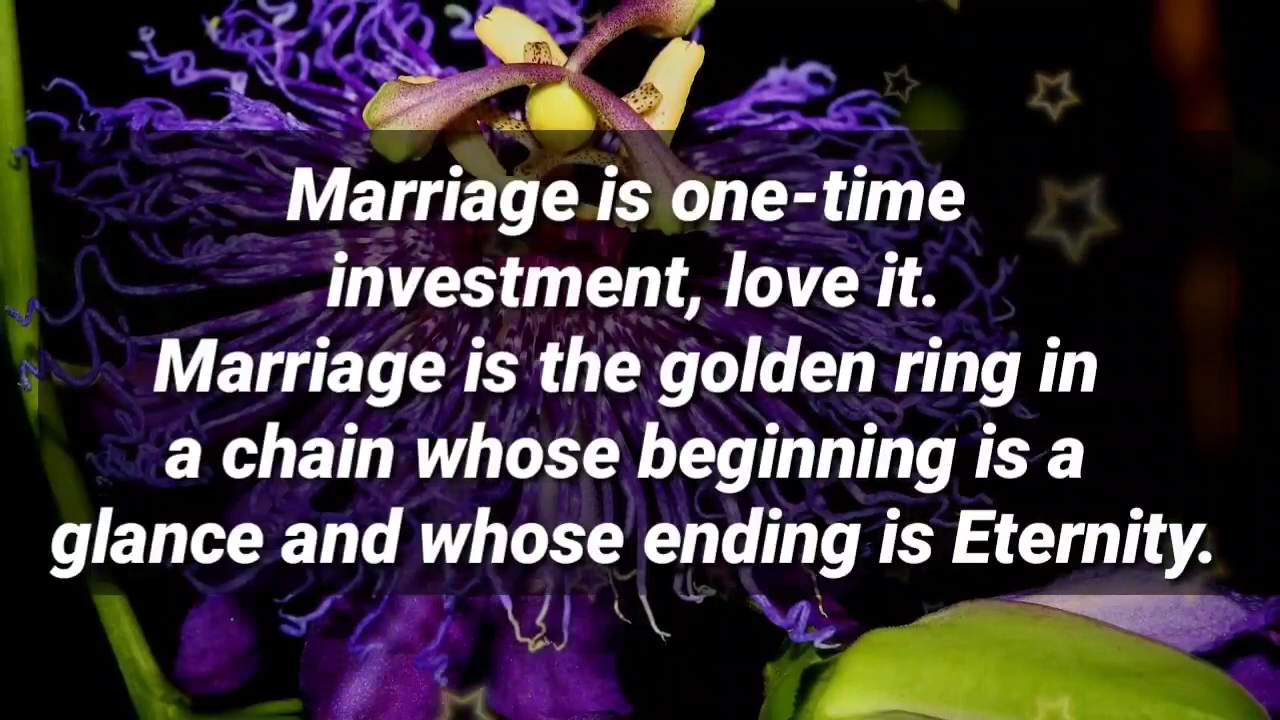 Marriage is one-time
investment, love it.
Marriage is the golden ring in
a chain whose beginning is a
glance and whose ending is Eternity.